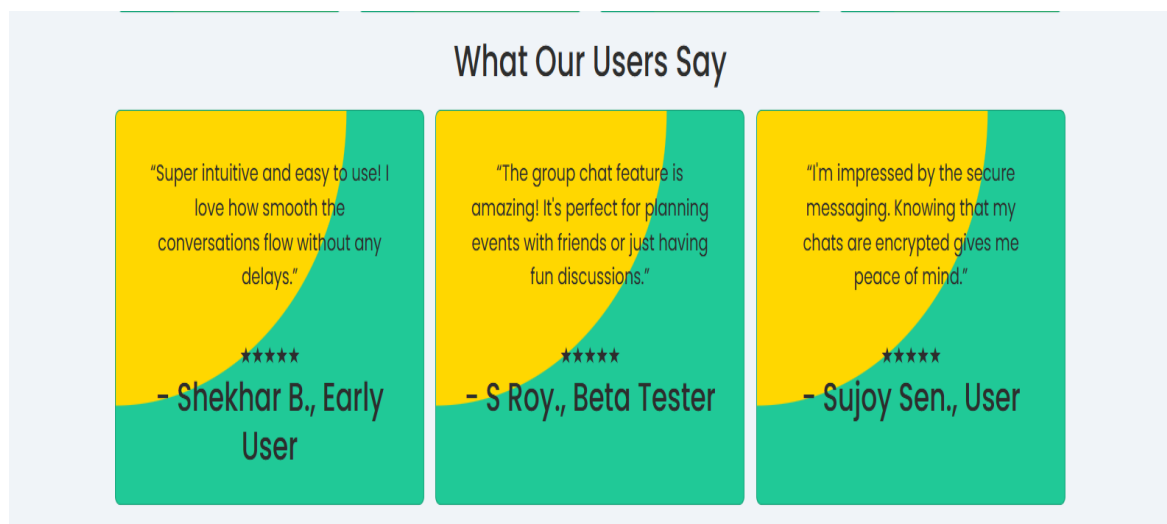 What Our Users Say
“Super intuitive and easy to use! I
love how smooth the
conversations flow without any
delays.”
★★★★★
- Shekhar B., Early
User
“The group chat feature is
amazing! It's perfect for planning
events with friends or just having
fun discussions.”
★★★★★
- S Roy., Beta Tester
“I'm impressed by the secure
messaging. Knowing that my
chats are encrypted gives me
peace of mind.”
★★★★★
- Sujoy Sen., User